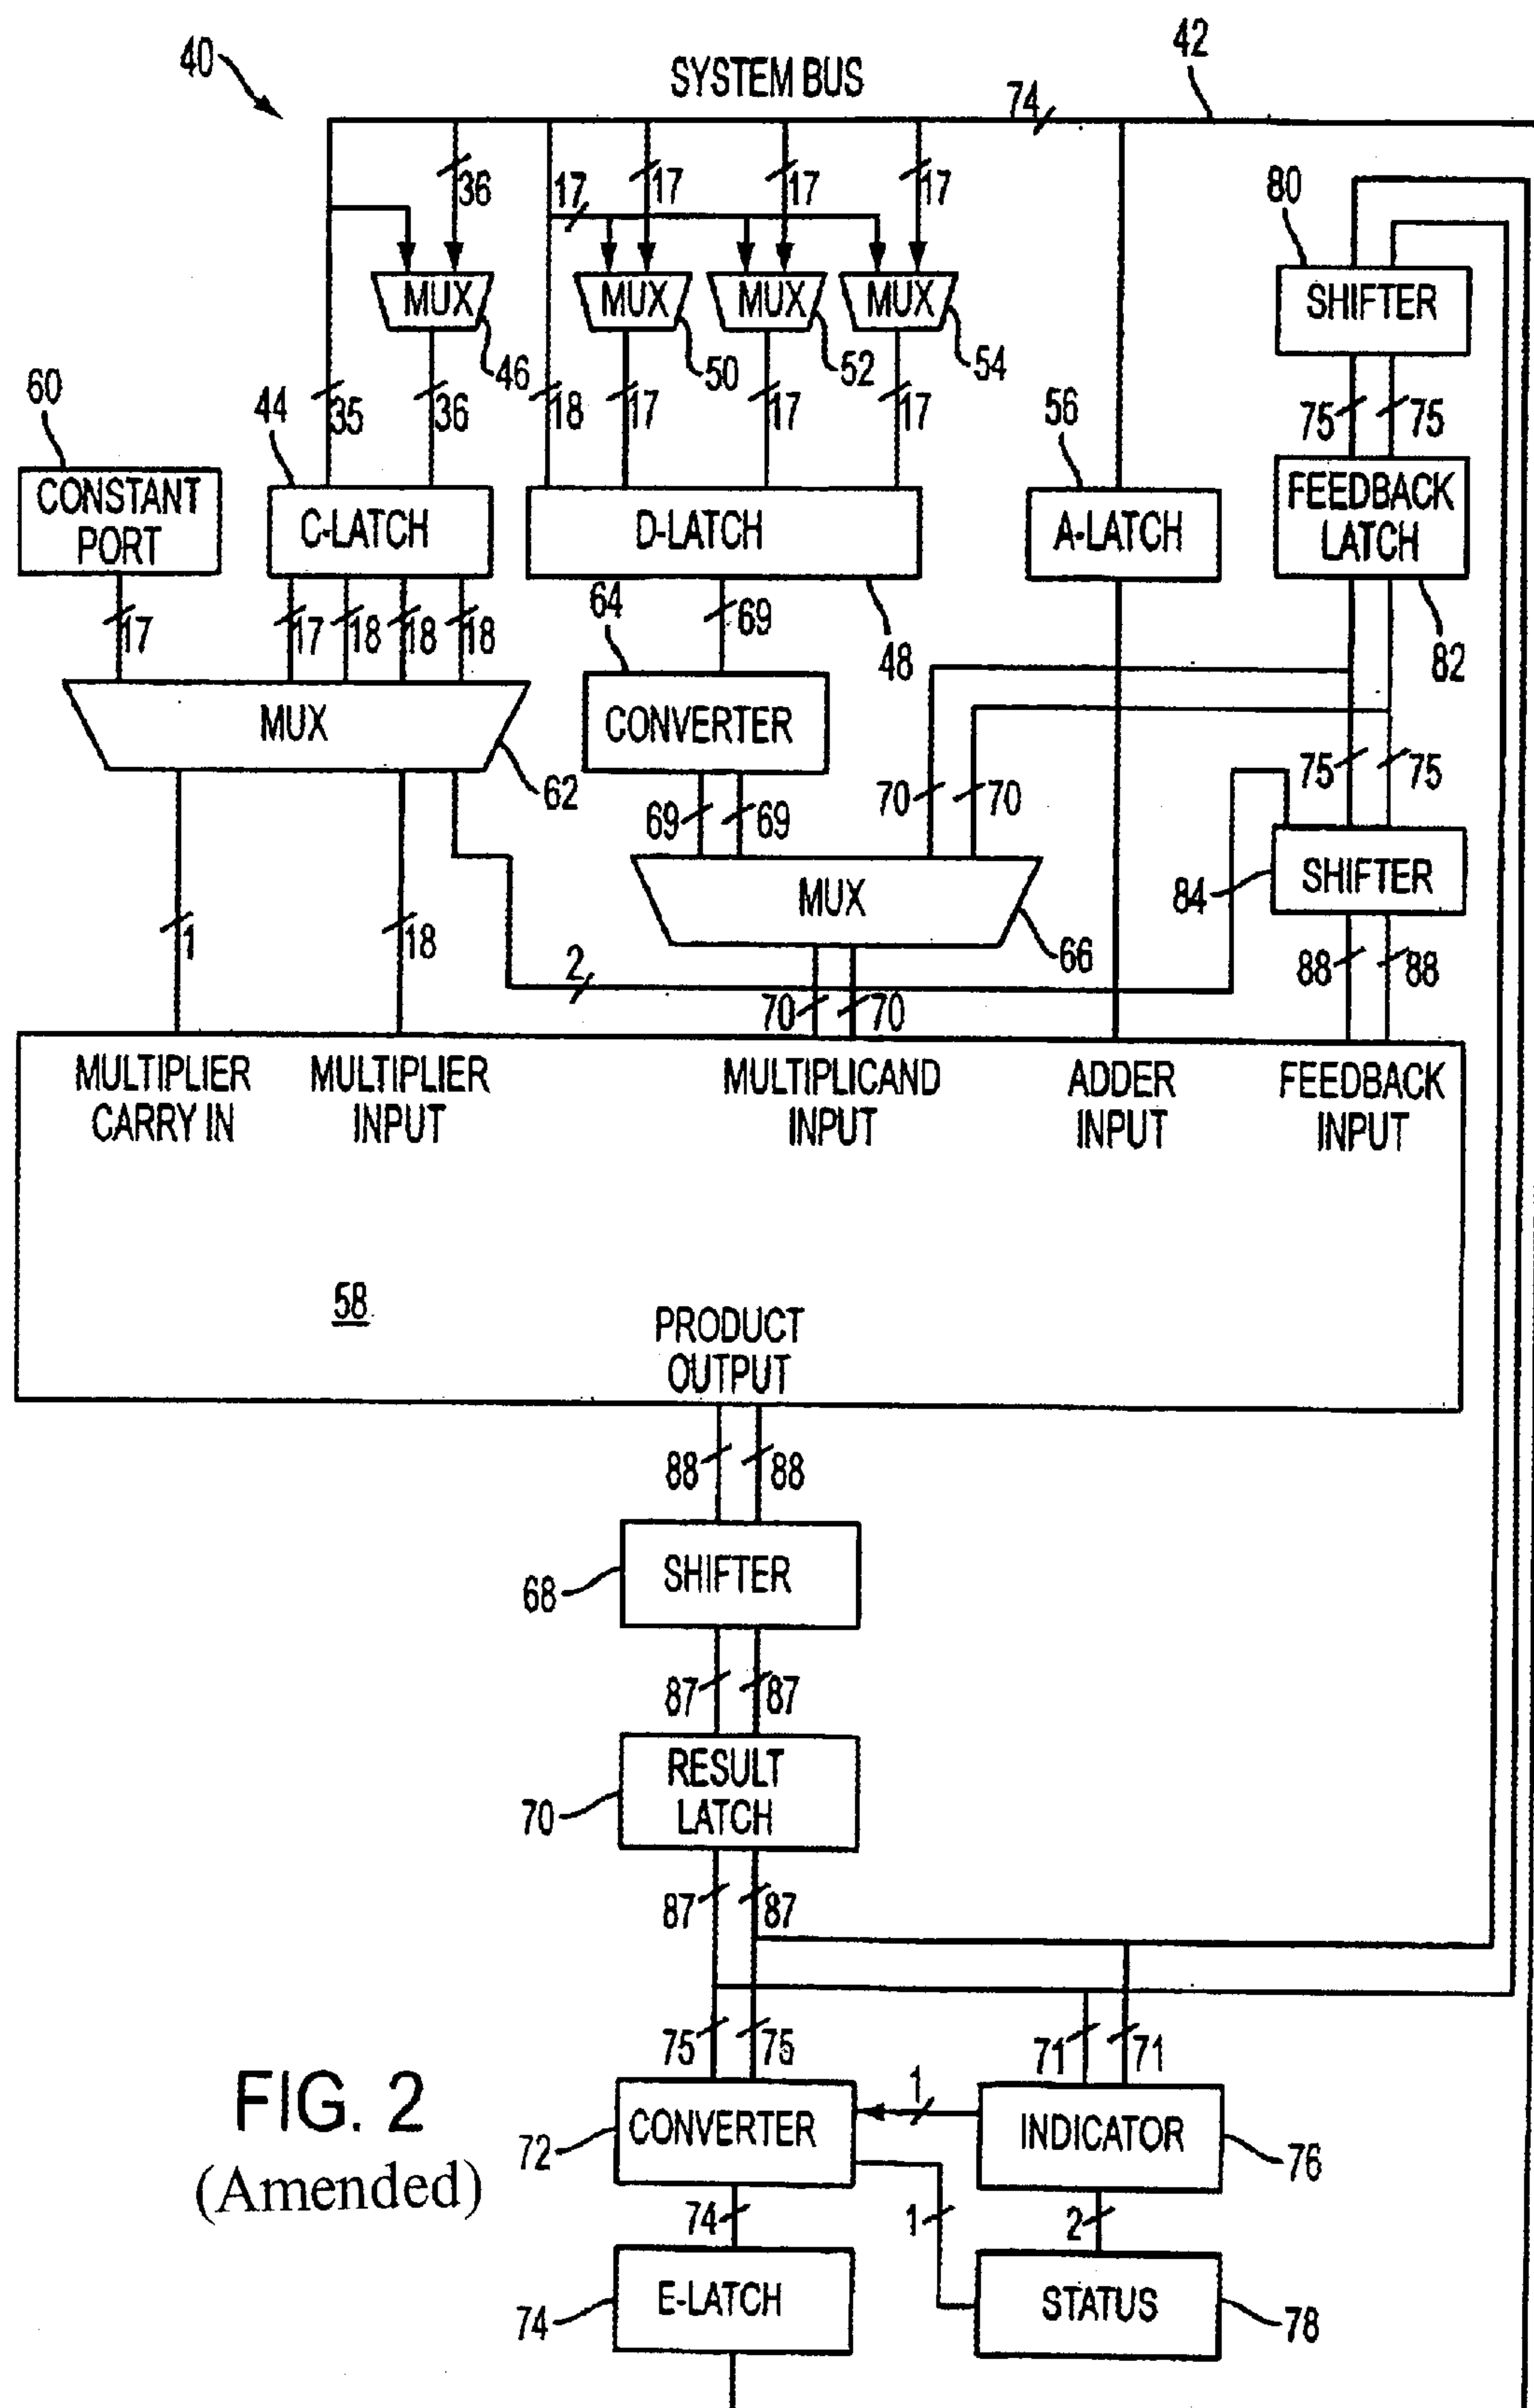 40
SYSTEM BUS
74
42
36
17
17
17
17
80
MUX
MUX
MUX
MUX
SHIFTER
46
50
52
54
60
44
35
36
18
17
17
17
56
75
75
CONSTANT
PORT
C-LATCH
D-LATCH
A-LATCH
FEEDBACK
LATCH
17
17
18
18
18
64
69
48
82
MUX
CONVERTER
62
69
69
70
70
75
75
MUX
84
SHIFTER
1
18
66
2
70
70
88
88
MULTIPLIER
CARRY IN
MULTIPLIER
INPUT
MULTIPLICAND
INPUT
ADDER
INPUT
FEEDBACK
INPUT
58
PRODUCT
OUTPUT
88
88
68
SHIFTER
87
87
70
RESULT
LATCH
87
87
75
75
71
71
FIG. 2
(Amended)
72
CONVERTER
1
INDICATOR
76
74
1
2
74
E-LATCH
STATUS
78